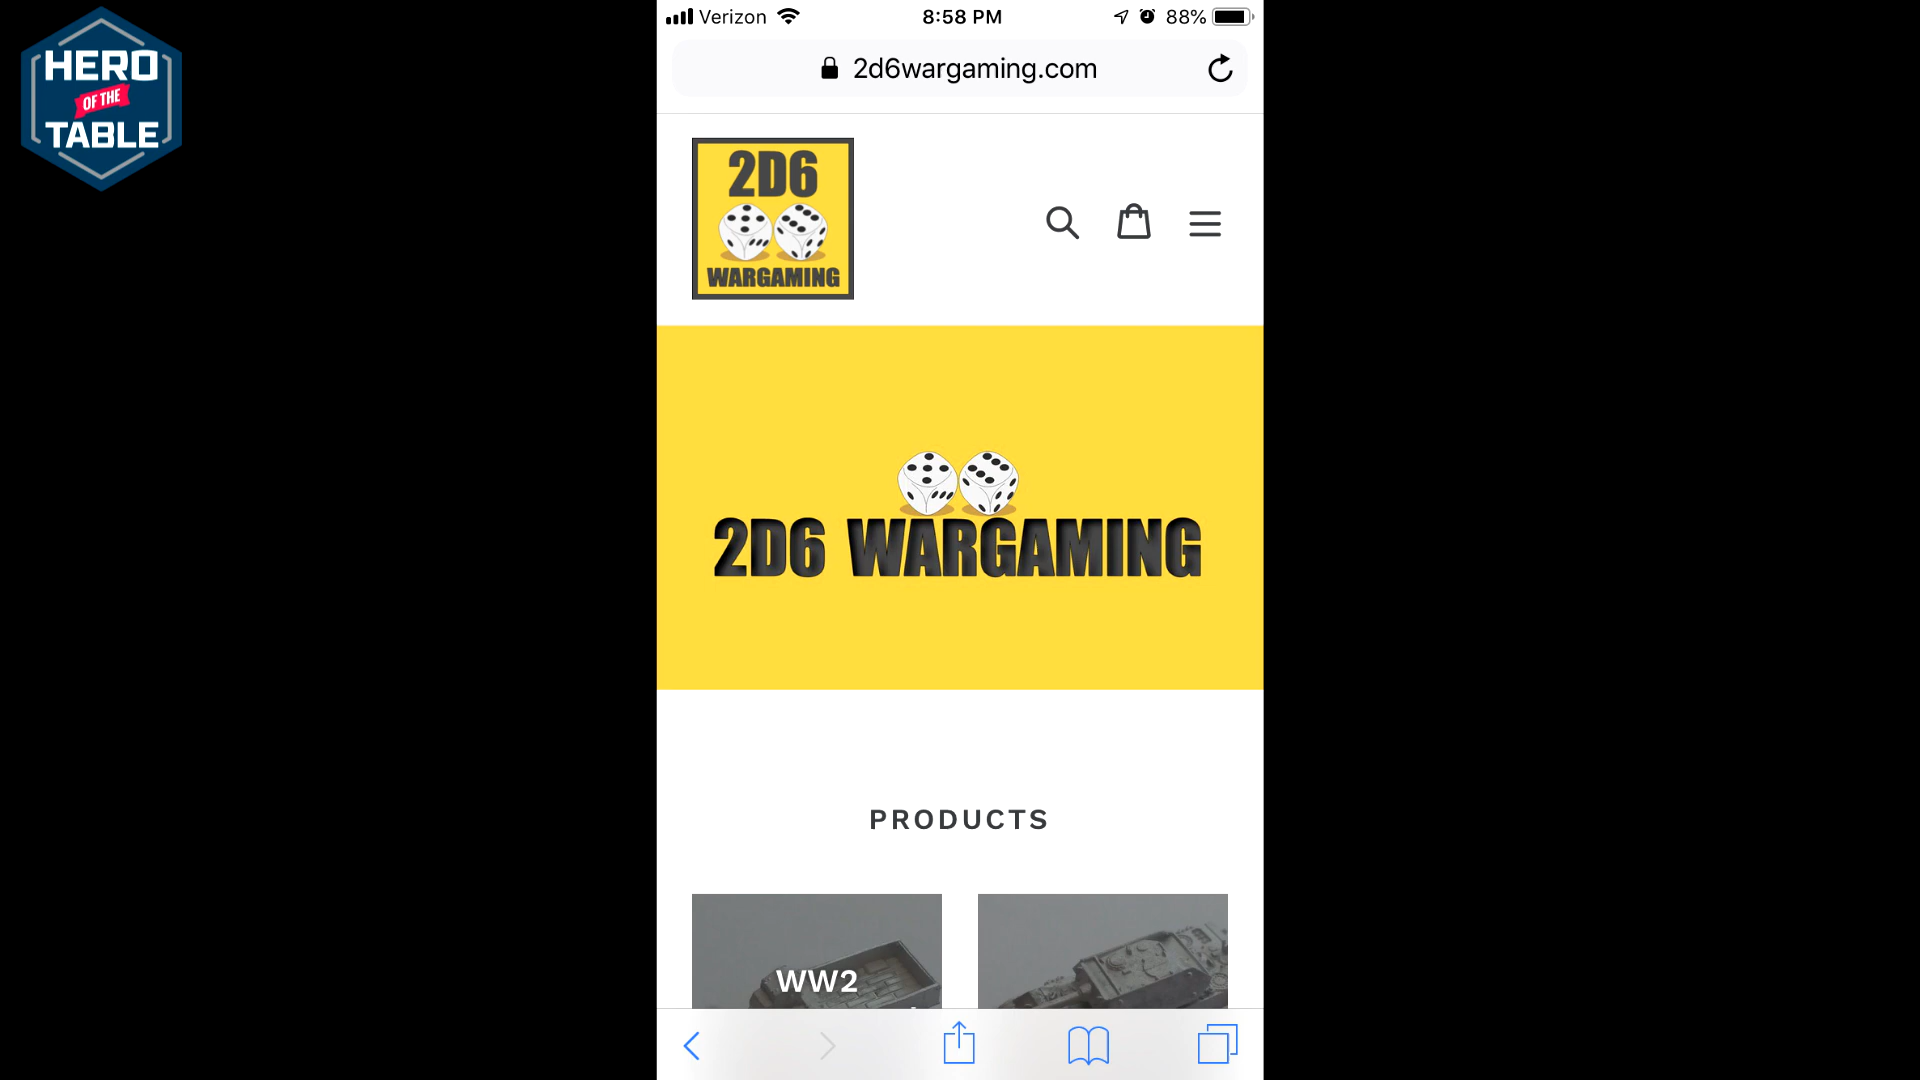 HERO
OF THE
TABLE
Verizon
8:58 PM
88%
2d6wargaming.com
2D6
WARGAMING
2D6 WARGAMING
PRODUCTS
WW2